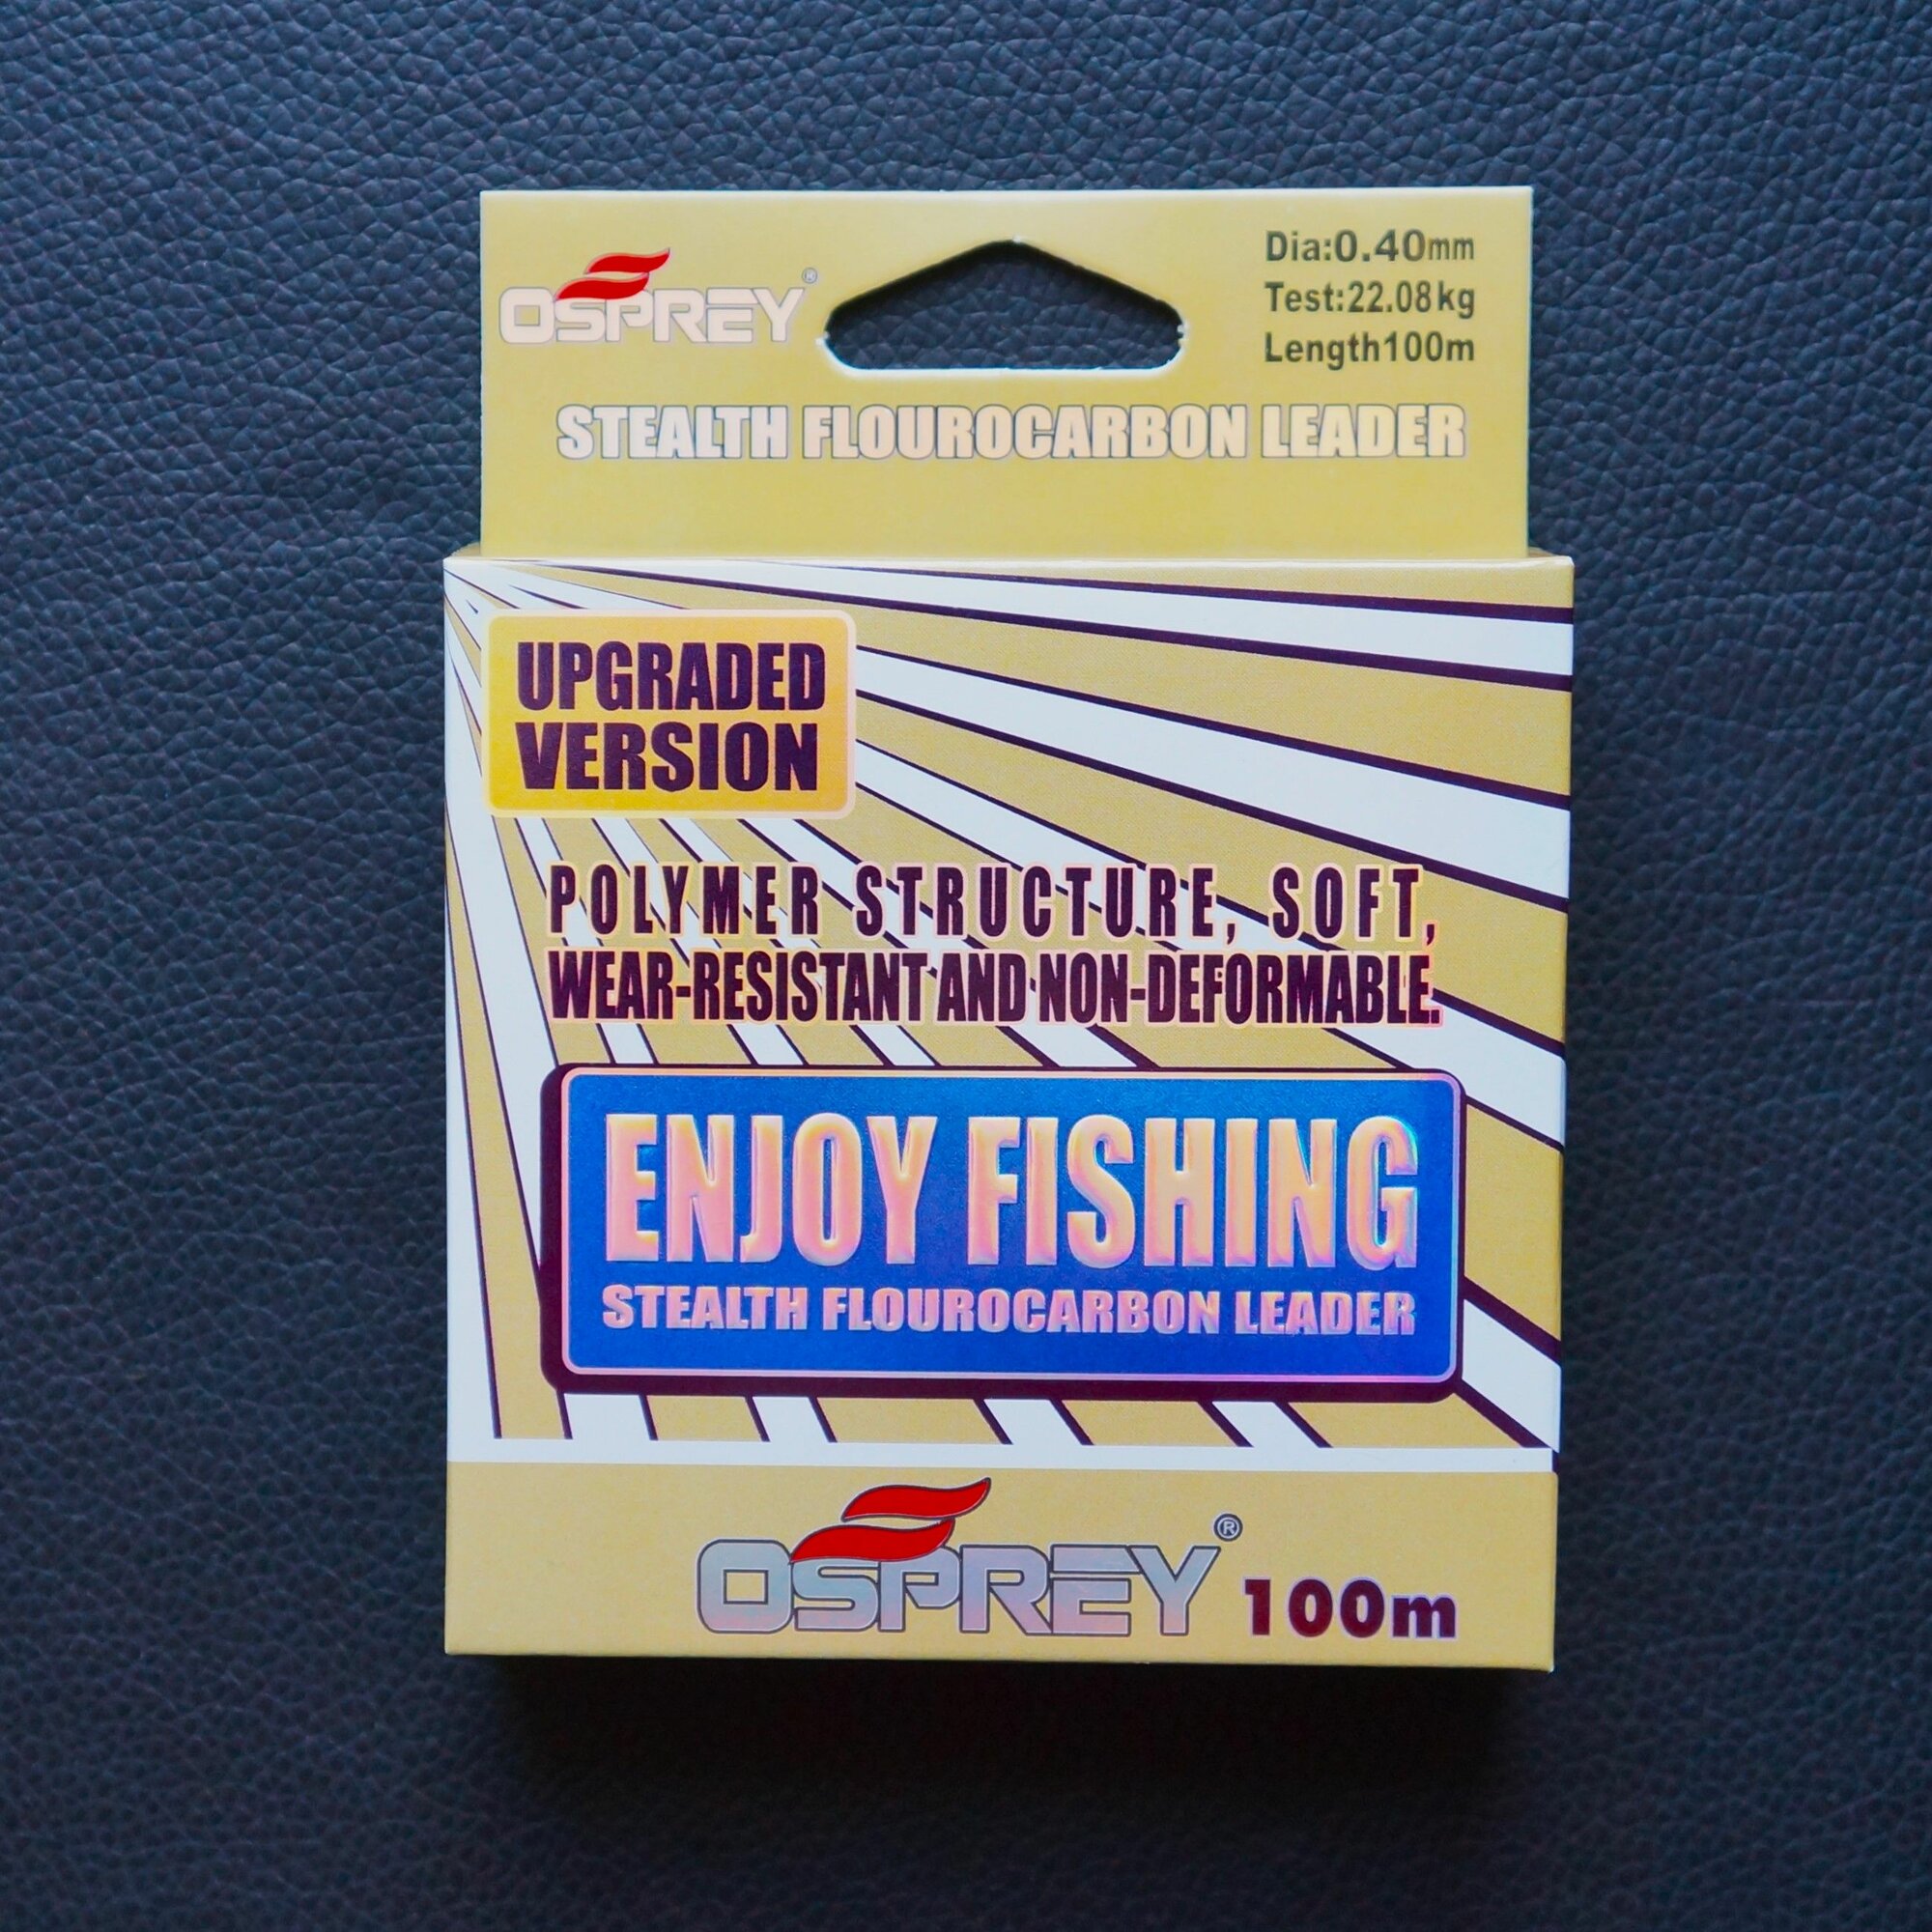 OSPREY®
Dia:0.40mm
Test:22.08kg
Length100m
STEALTH FLOUROCARBON LEADER
UPGRADED
VERSION
POLYMER STRUCTURE, SOFT,
WEAR-RESISTANT AND NON-DEFORMABLE.
ENJOY FISHING
STEALTH FLOUROCARBON LEADER
OSPREY® 100m